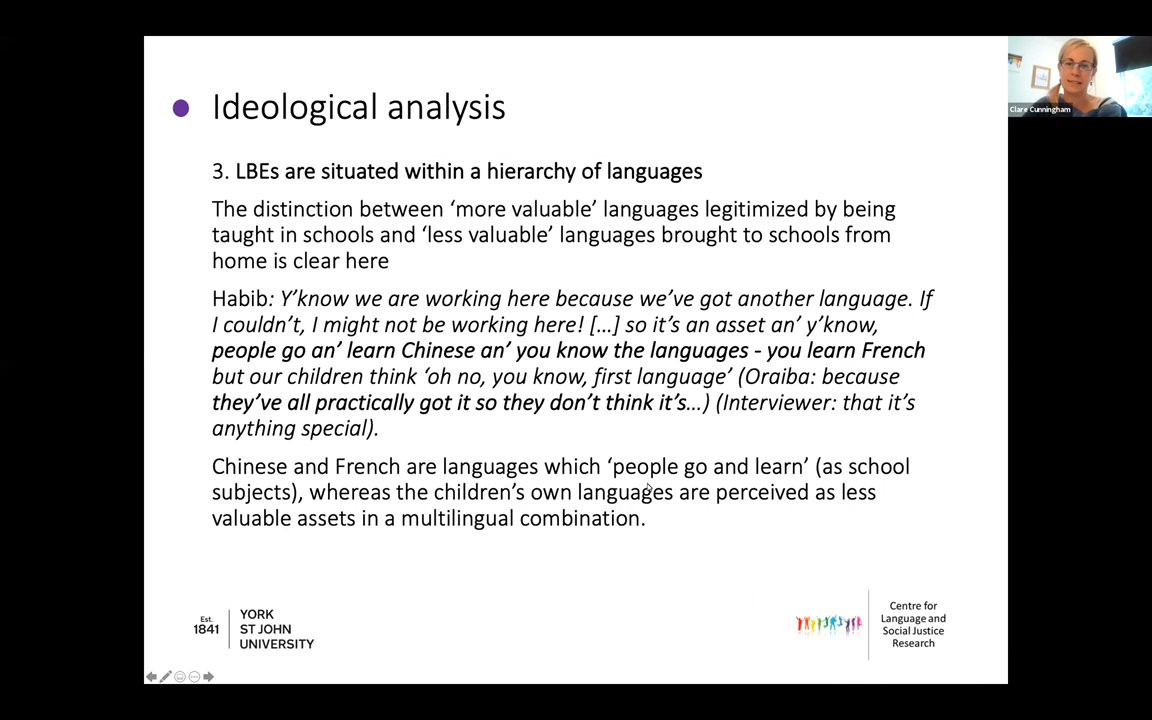 Ideological analysis
3. LBEs are situated within a hierarchy of languages
The distinction between ‘more valuable’ languages legitimized by being
taught in schools and ‘less valuable’ languages brought to schools from
home is clear here
Habib: Y’know we are working here because we’ve got another language. If
I couldn’t, I might not be working here! […] so it’s an asset an’ y’know,
people go an’ learn Chinese an’ you know the languages - you learn French
but our children think ‘oh no, you know, first language’ (Oraiba: because
they’ve all practically got it so they don’t think it’s…) (Interviewer: that it’s
anything special).
Chinese and French are languages which ‘people go and learn’ (as school
subjects), whereas the children’s own languages are perceived as less
valuable assets in a multilingual combination.
Est.
1841
YORK
ST JOHN
UNIVERSITY
Centre for
Language and
Social Justice
Research
Clare Cunningham